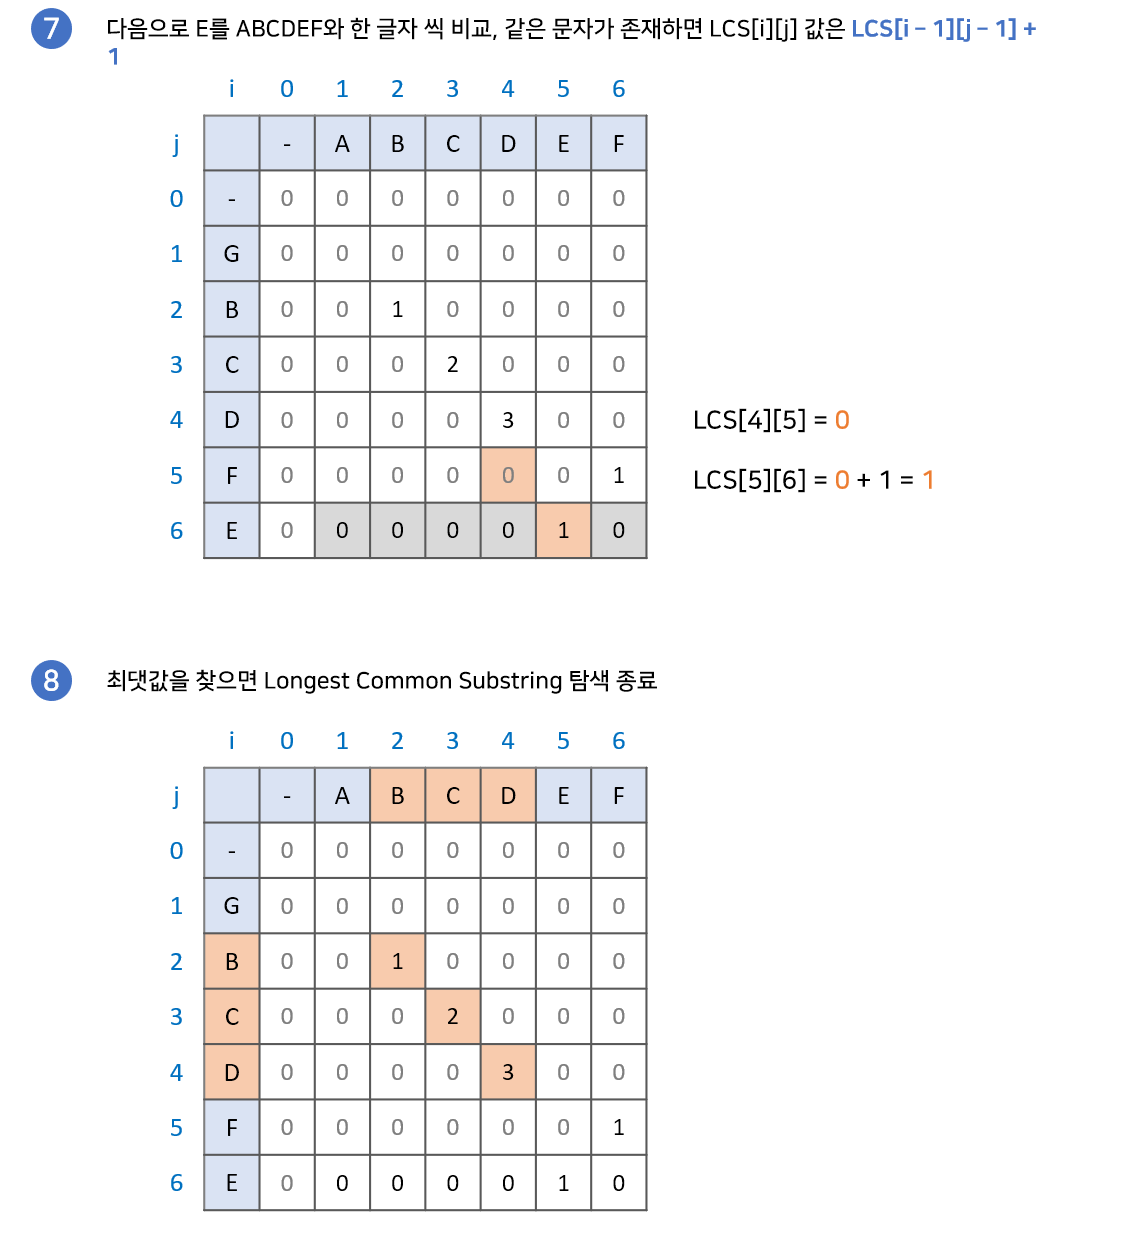 7 다음으로 E를 ABCDEF와 한 글자 씩 비교, 같은 문자가 존재하면 LCS[i][j] 값은 LCS[i – 1][j – 1] +
1
i 0 1 2 3 4 5 6
j - A B C D E F
0 - 0 0 0 0 0 0 0
1 G 0 0 0 0 0 0 0
2 B 0 0 1 0 0 0 0
3 C 0 0 0 2 0 0 0
4 D 0 0 0 0 3 0 0
LCS[4][5] = 0
5 F 0 0 0 0 0 0 1
LCS[5][6] = 0 + 1 = 1
6 E 0 0 0 0 0 1 0
8 최댓값을 찾으면 Longest Common Substring 탐색 종료
i 0 1 2 3 4 5 6
j - A B C D E F
0 - 0 0 0 0 0 0 0
1 G 0 0 0 0 0 0 0
2 B 0 0 1 0 0 0 0
3 C 0 0 0 2 0 0 0
4 D 0 0 0 0 3 0 0
5 F 0 0 0 0 0 0 1
6 E 0 0 0 0 0 1 0